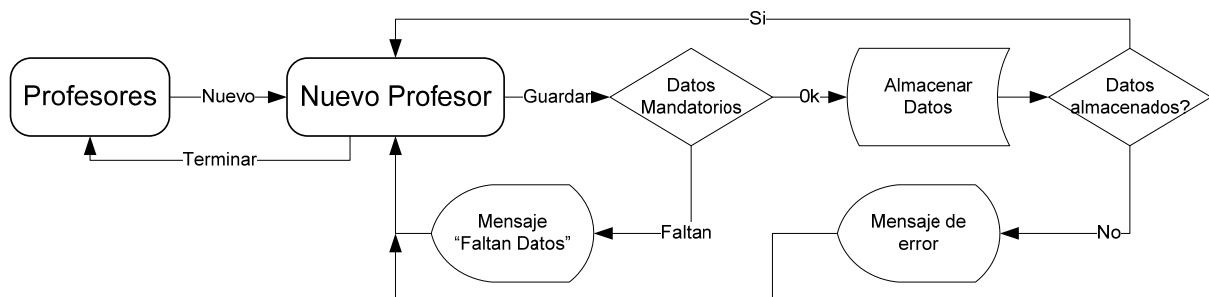 Si
Profesores
Nuevo
Nuevo Profesor
Guardar
Datos
Mandatorios
0k
Almacenar
Datos
Datos
almacenados?
Terminar
Mensaje
“Faltan Datos”
Faltan
Mensaje de
error
No